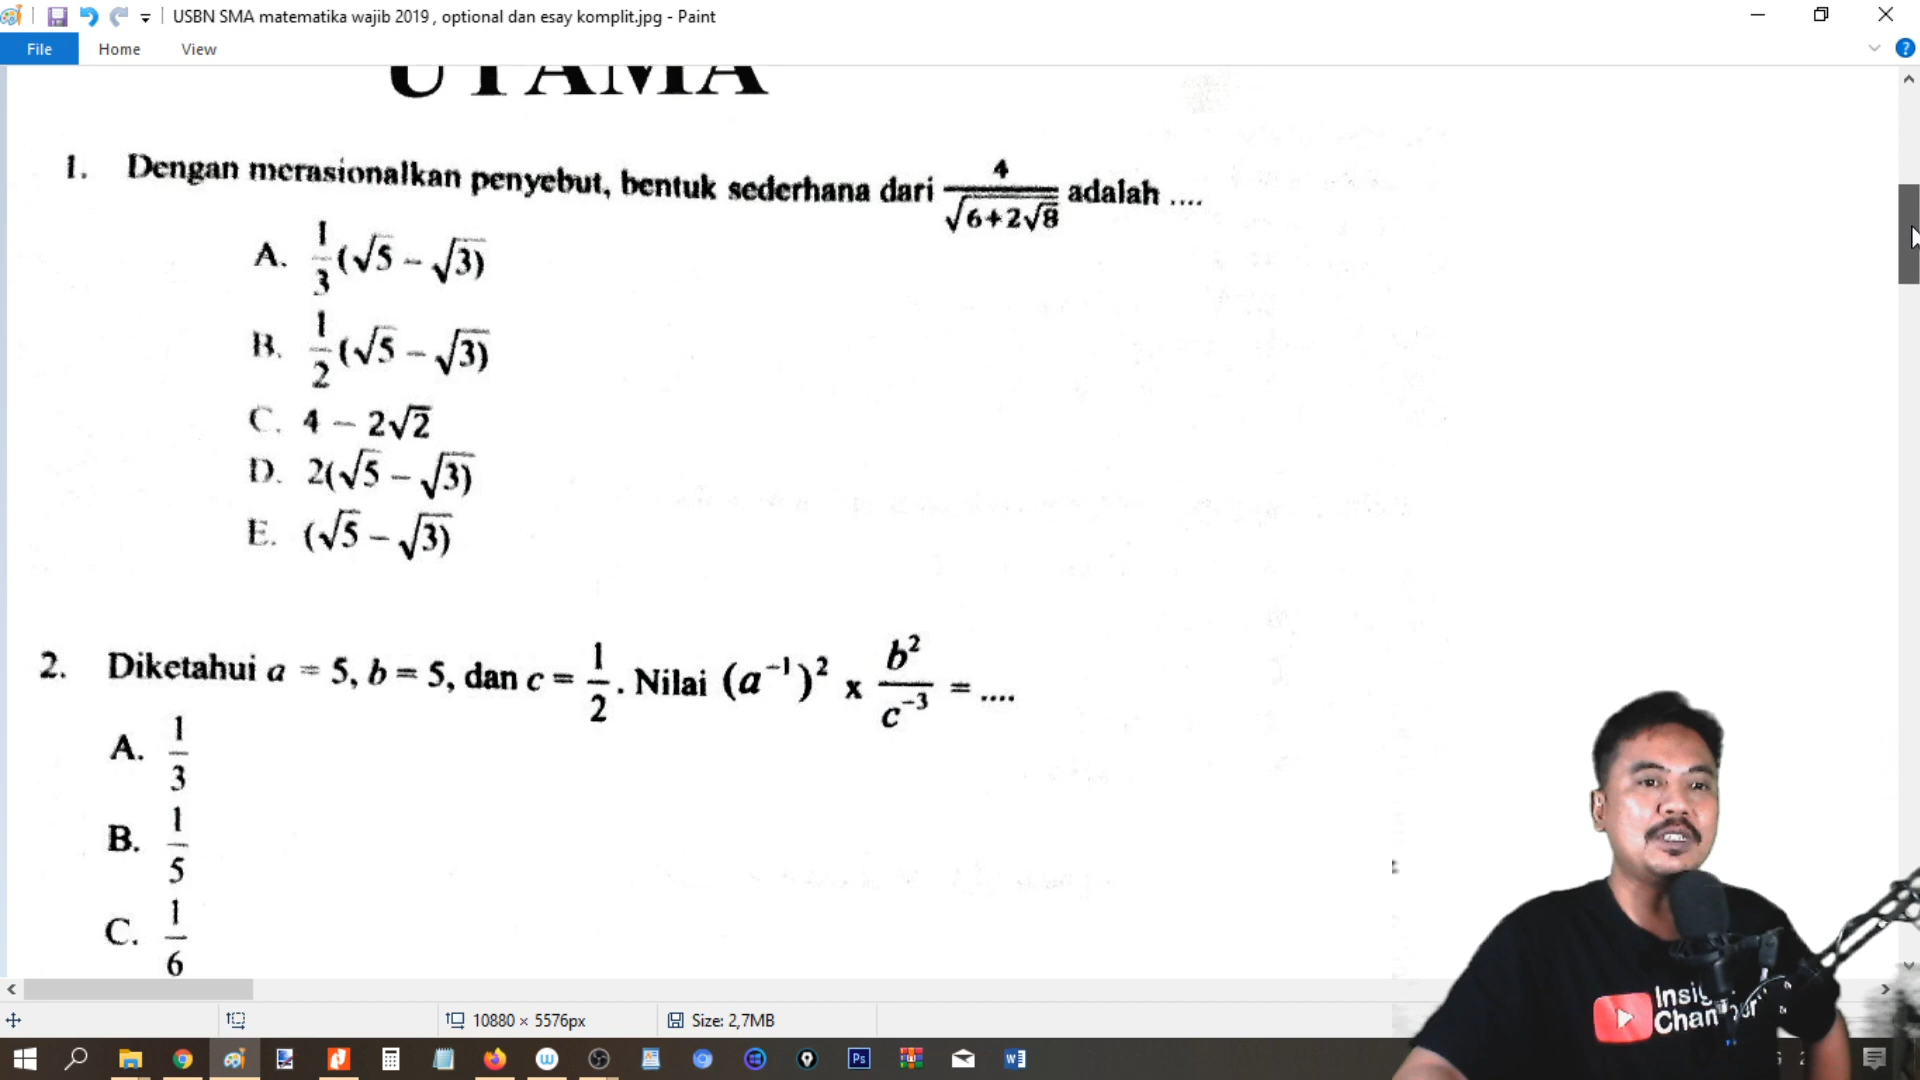 USBN SMA matematika wajib 2019 , optional dan esay komplit.jpg - Paint
File Home View
UTAMA
1. Dengan merasionalkan penyebut, bentuk sederhana dari 4/√(6+2√8) adalah ....
A. 1/3 (√5 − √3)
B. 1/2 (√5 − √3)
C. 4 − 2√2
D. 2(√5 − √3)
E. (√5 − √3)
2. Diketahui a = 5, b = 5, dan c = 1/2 . Nilai (a⁻¹)² x b²/c⁻³ = ....
A. 1/3
B. 1/5
C. 1/6
10880 × 5576px Size: 2,7MB
Ps